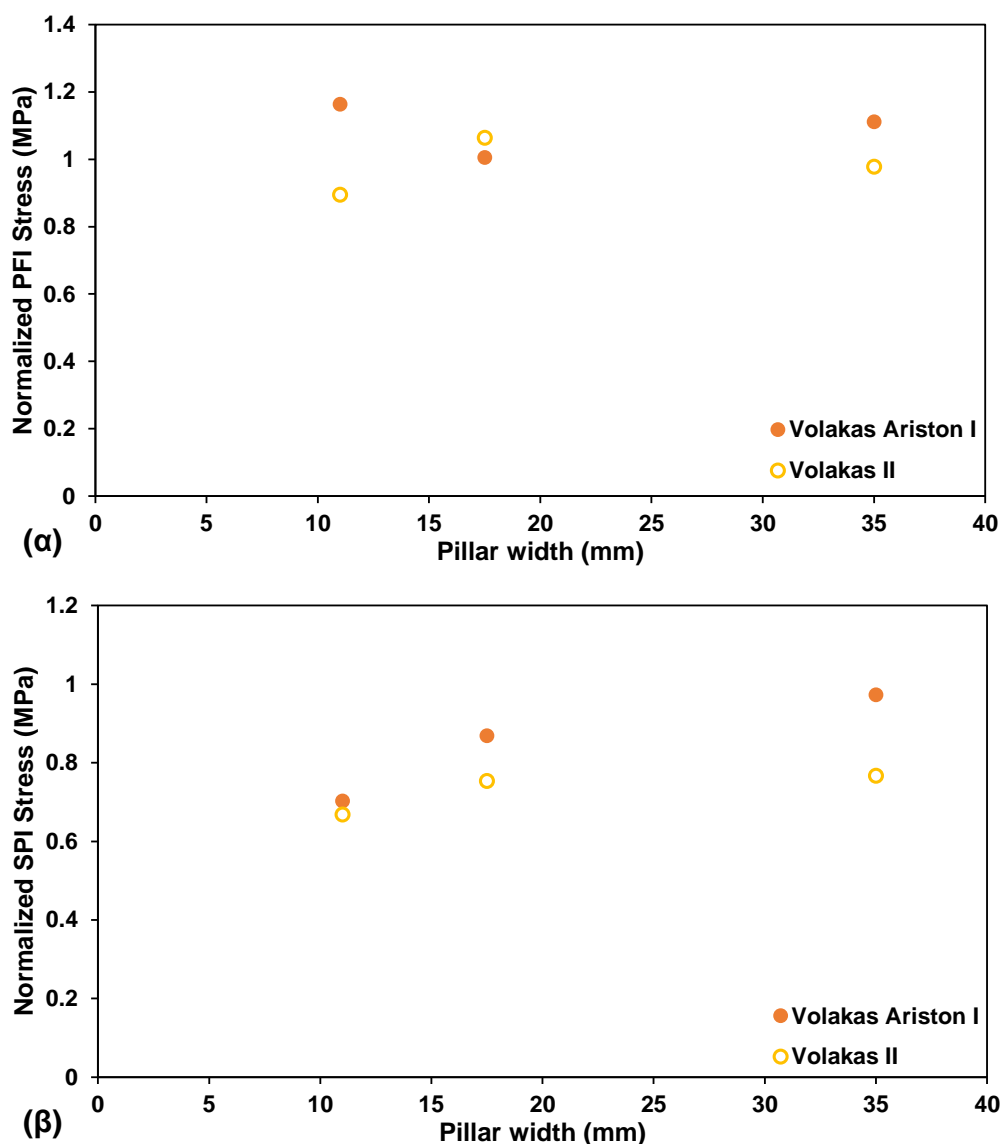 1.4
1.2
1
0.8
0.6
0.4
0.2
0
Normalized PFI Stress (MPa)
Volakas Ariston I
Volakas II
0 5 10 15 20 25 30 35 40
(α)
Pillar width (mm)
1.2
1
0.8
0.6
0.4
0.2
0
Normalized SPI Stress (MPa)
Volakas Ariston I
Volakas II
0 5 10 15 20 25 30 35 40
(β)
Pillar width (mm)